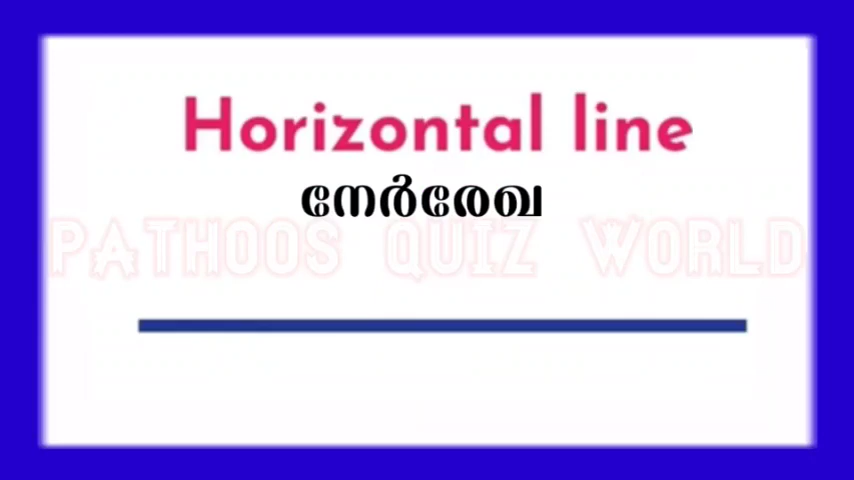 Horizontal line
നേർരേഖ
PATHOOS QUIZ WORLD